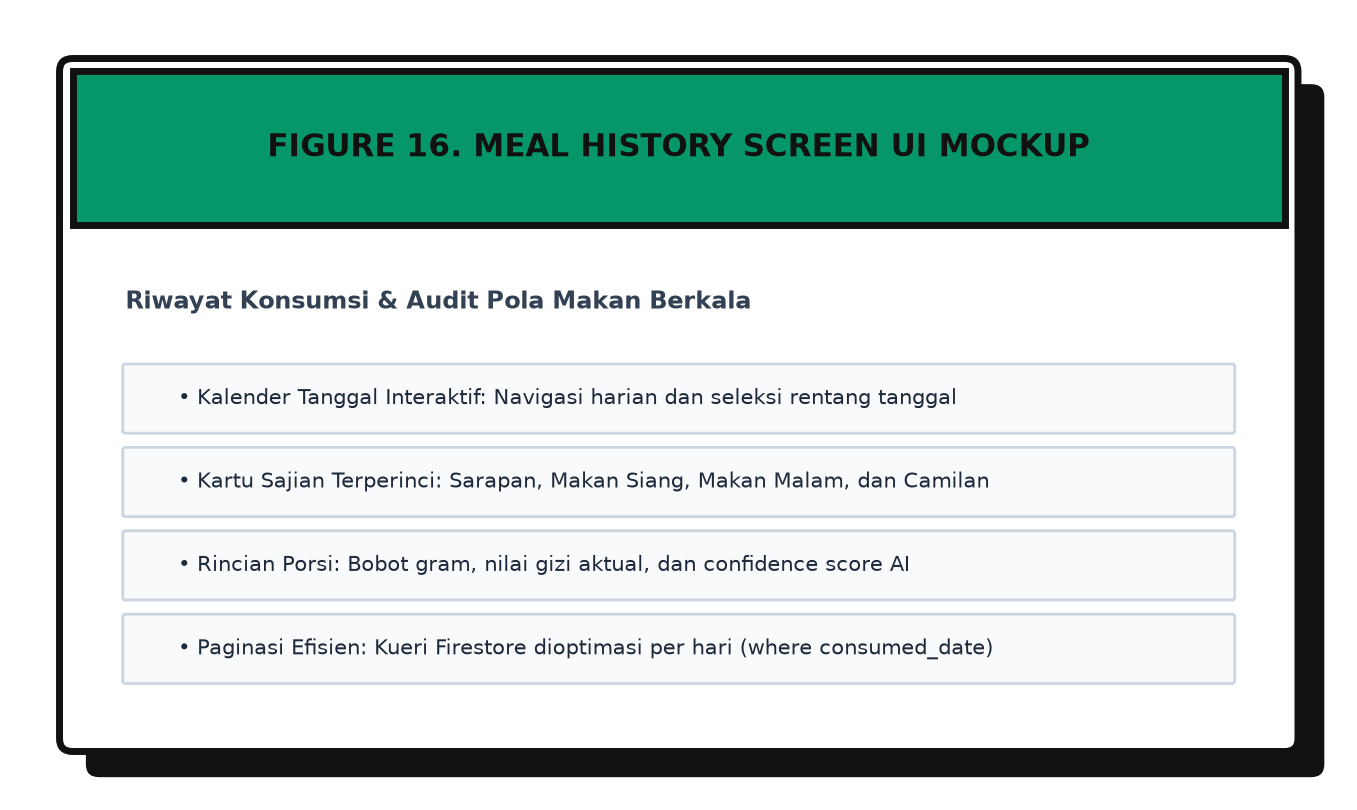 FIGURE 16. MEAL HISTORY SCREEN UI MOCKUP
Riwayat Konsumsi & Audit Pola Makan Berkala
• Kalender Tanggal Interaktif: Navigasi harian dan seleksi rentang tanggal
• Kartu Sajian Terperinci: Sarapan, Makan Siang, Makan Malam, dan Camilan
• Rincian Porsi: Bobot gram, nilai gizi aktual, dan confidence score AI
• Paginasi Efisien: Kueri Firestore dioptimasi per hari (where consumed_date)